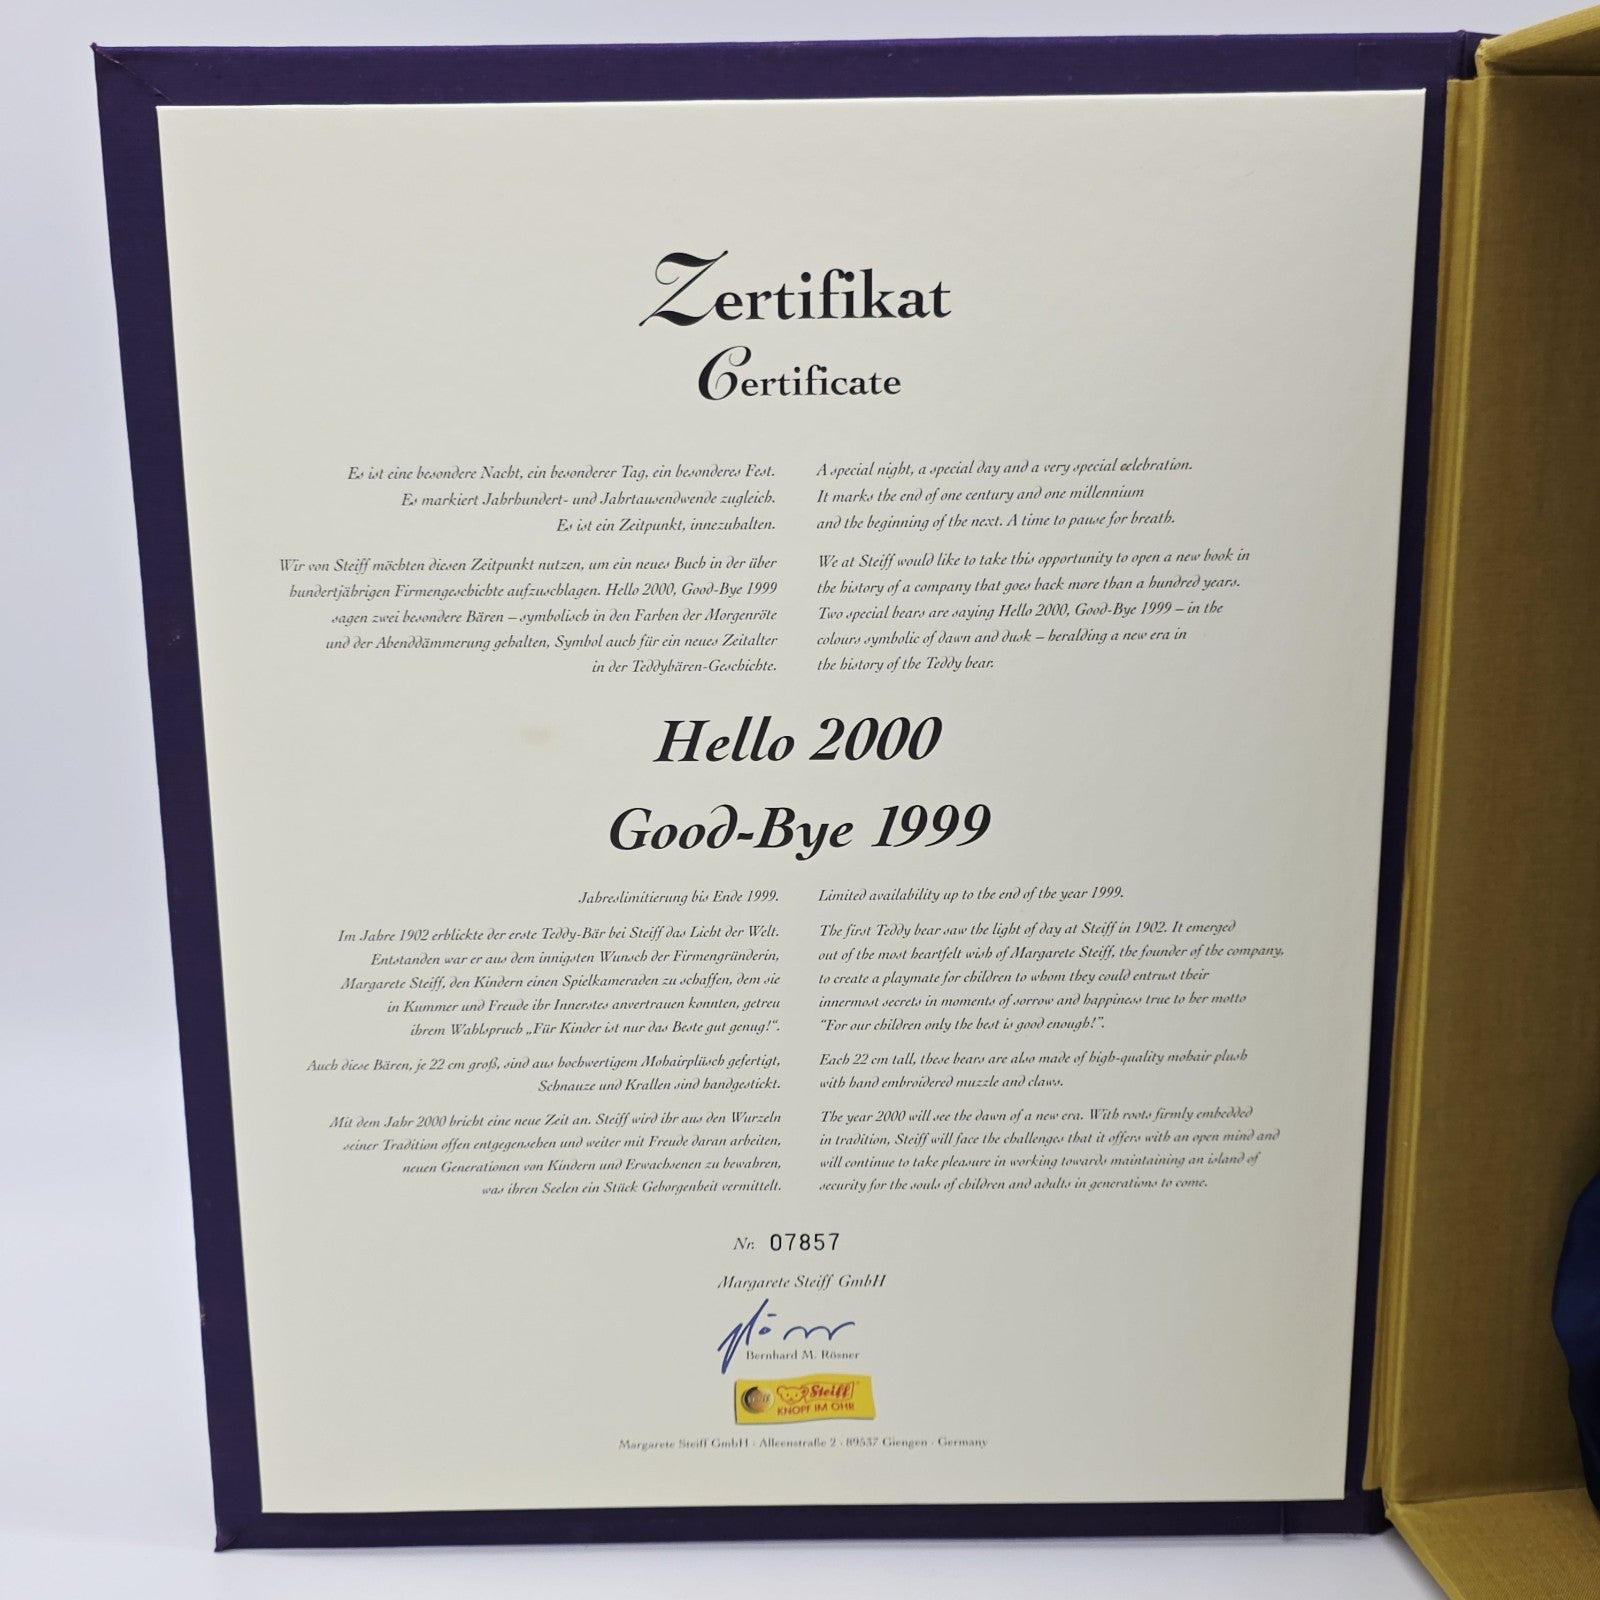 Zertifikat
Certificate
Es ist eine besondere Nacht, ein besonderer Tag, ein besonderes Fest.
Es markiert Jahrhundert- und Jahrtausendwende zugleich.
Es ist ein Zeitpunkt, innezuhalten.
Wir von Steiff möchten diesen Zeitpunkt nutzen, um ein neues Buch in der über
hundertjährigen Firmengeschichte aufzuschlagen. Hello 2000, Good-Bye 1999
sagen zwei besondere Bären – symbolisch in den Farben der Morgenröte
und der Abenddämmerung gehalten, Symbol auch für ein neues Zeitalter
in der Teddybären-Geschichte.
A special night, a special day and a very special celebration.
It marks the end of one century and one millennium
and the beginning of the next. A time to pause for breath.
We at Steiff would like to take this opportunity to open a new book in
the history of a company that goes back more than a hundred years.
Two special bears are saying Hello 2000, Good-Bye 1999 – in the
colours symbolic of dawn and dusk – heralding a new era in
the history of the Teddy bear.
Hello 2000
Good-Bye 1999
Jahreslimitierung bis Ende 1999.
Im Jahre 1902 erblickte der erste Teddy-Bär bei Steiff das Licht der Welt.
Entstanden war er aus dem innigsten Wunsch der Firmengründerin,
Margarete Steiff, den Kindern einen Spielkameraden zu schaffen, dem sie
in Kummer und Freude ihr Innerstes anvertrauen konnten, getreu
ihrem Wahlspruch „Für Kinder ist nur das Beste gut genug!“.
Auch diese Bären, je 22 cm groß, sind aus hochwertigem Mohairplüsch gefertigt,
Schnauze und Krallen sind handgestickt.
Mit dem Jahr 2000 bricht eine neue Zeit an. Steiff wird ihr aus den Wurzeln
seiner Tradition offen entgegensehen und weiter mit Freude daran arbeiten,
neuen Generationen von Kindern und Erwachsenen zu bewahren,
was ihren Seelen ein Stück Geborgenheit vermittelt.
Limited availability up to the end of the year 1999.
The first Teddy bear saw the light of day at Steiff in 1902. It emerged
out of the most heartfelt wish of Margarete Steiff, the founder of the company,
to create a playmate for children to whom they could entrust their
innermost secrets in moments of sorrow and happiness true to her motto
“For our children only the best is good enough!”.
Each 22 cm tall, these bears are also made of high-quality mohair plush
with hand embroidered muzzle and claws.
The year 2000 will see the dawn of a new era. With roots firmly embedded
in tradition, Steiff will face the challenges that it offers with an open mind and
will continue to take pleasure in working towards maintaining an island of
security for the souls of children and adults in generations to come.
Nr. 07857
Margarete Steiff GmbH
Bernhard M. Rösner
Steiff
KNOPF IM OHR
Margarete Steiff GmbH · Alleenstraße 2 · 89537 Giengen · Germany